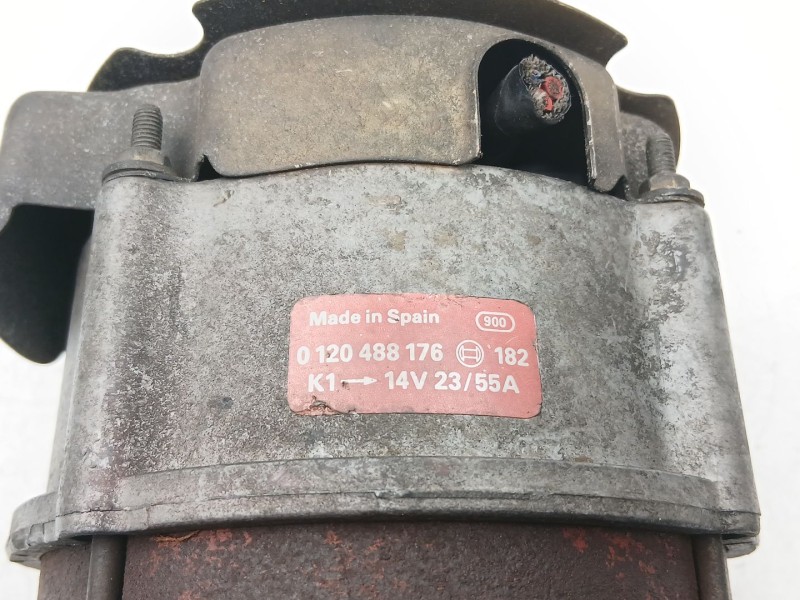 Made in Spain 900
0 120 488 176 182
K1 → 14V 23/55A